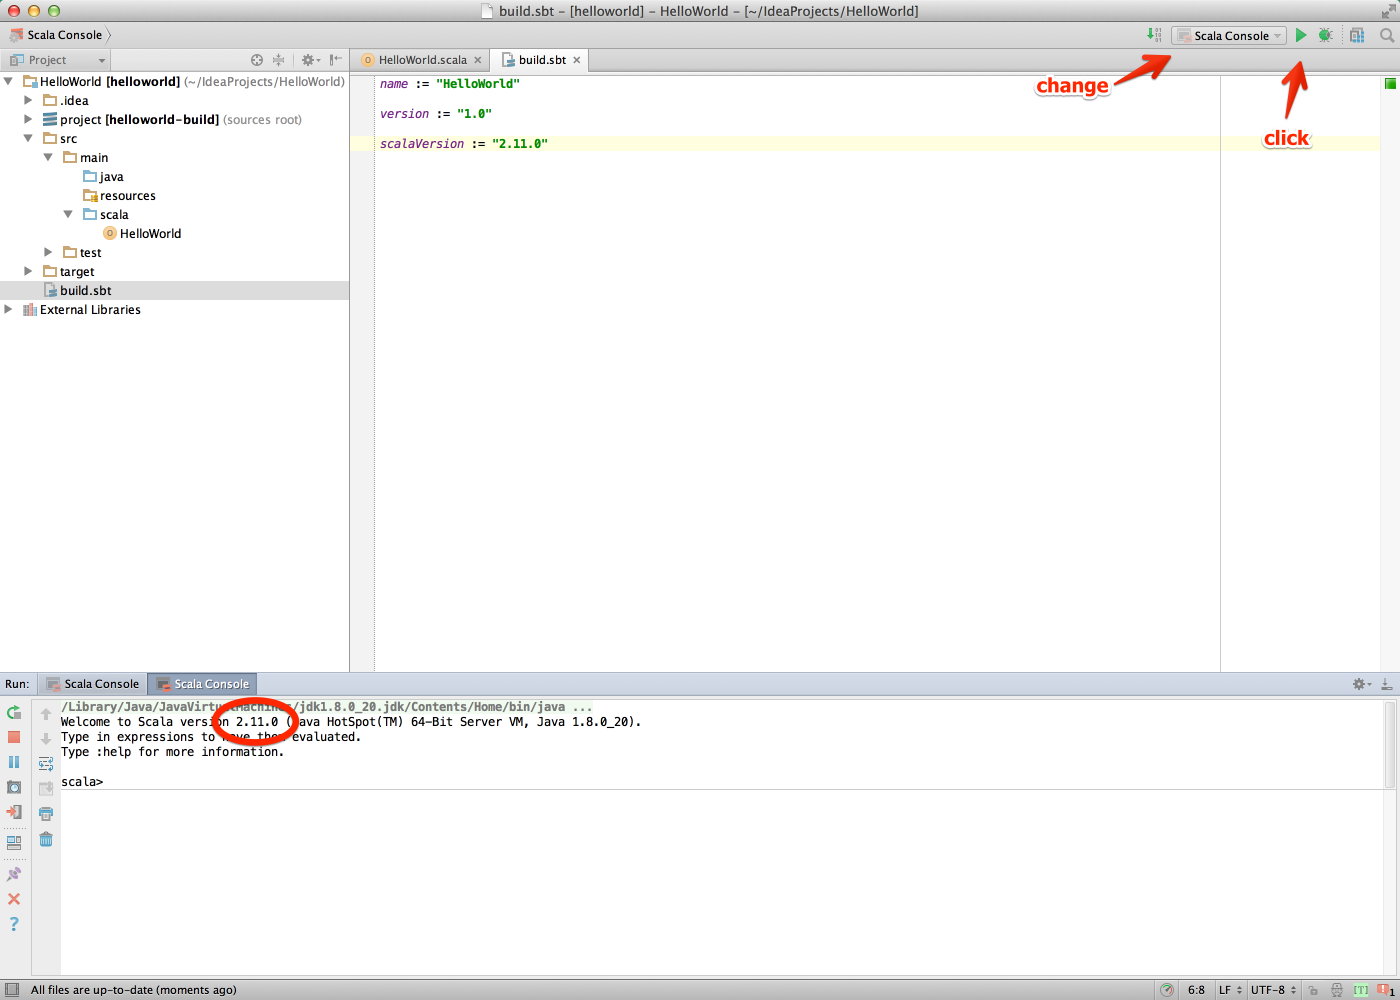 build.sbt - [helloworld] - HelloWorld - [~/IdeaProjects/HelloWorld]
Scala Console
Scala Console
Project
HelloWorld.scala
build.sbt
change
click
HelloWorld [helloworld] (~/IdeaProjects/HelloWorld)
.idea
project [helloworld-build] (sources root)
src
main
java
resources
scala
HelloWorld
test
target
build.sbt
External Libraries
name := "HelloWorld"
version := "1.0"
scalaVersion := "2.11.0"
Run: Scala Console Scala Console
/Library/Java/JavaVirtualMachines/jdk1.8.0_20.jdk/Contents/Home/bin/java ...
Welcome to Scala version 2.11.0 (Java HotSpot(TM) 64-Bit Server VM, Java 1.8.0_20).
Type in expressions to have them evaluated.
Type :help for more information.
scala>
All files are up-to-date (moments ago)
6:8 LF UTF-8 [T] 1